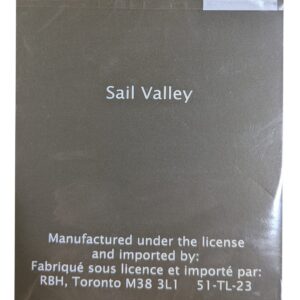 Sail Valley
Manufactured under the license
and imported by:
Fabriqué sous licence et importé par:
RBH, Toronto M38 3L1 51-TL-23